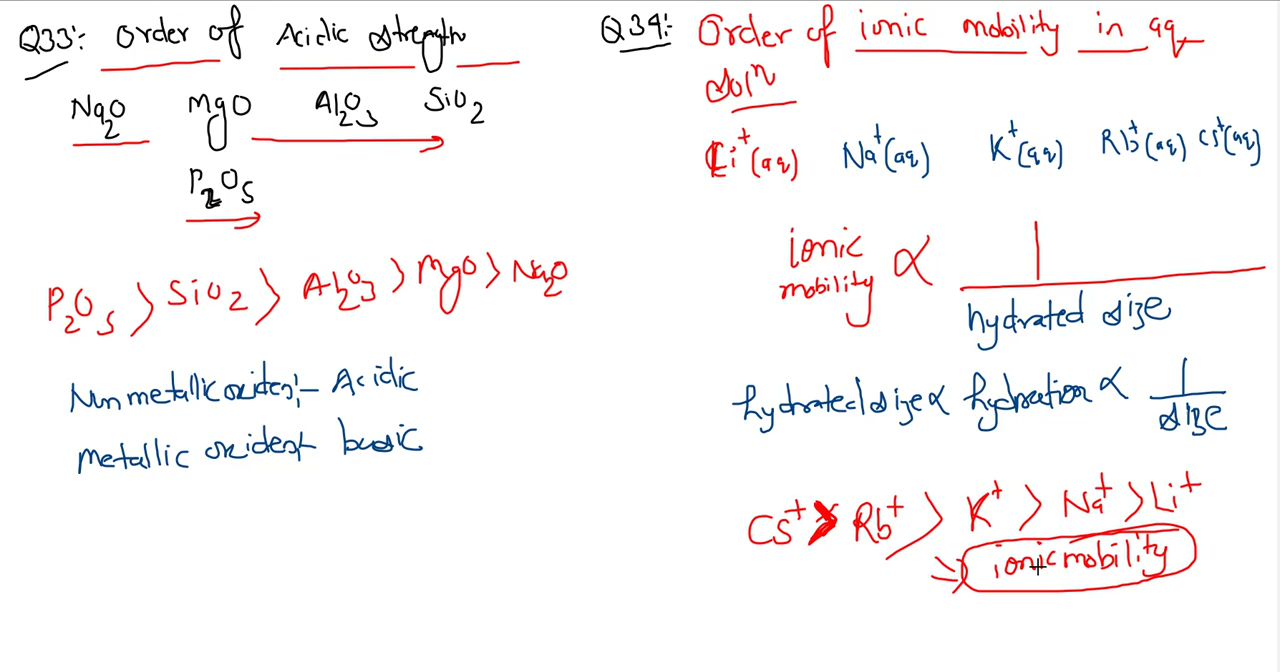 Q33: Order of Acidic strength
Na2O MgO Al2O3 SiO2
P2O5
P2O5 > SiO2 > Al2O3 > MgO > Na2O
Nonmetallic oxides:- Acidic
metallic oxides:- basic
Q34: Order of ionic mobility in aq
solⁿ
Li⁺(aq) Na⁺(aq) K⁺(aq) Rb⁺(aq) Cs⁺(aq)
ionic mobility ∝ 1 / hydrated size
hydrated size ∝ hydration ∝ 1 / size
Cs⁺ > Rb⁺ > K⁺ > Na⁺ > Li⁺
ionic mobility